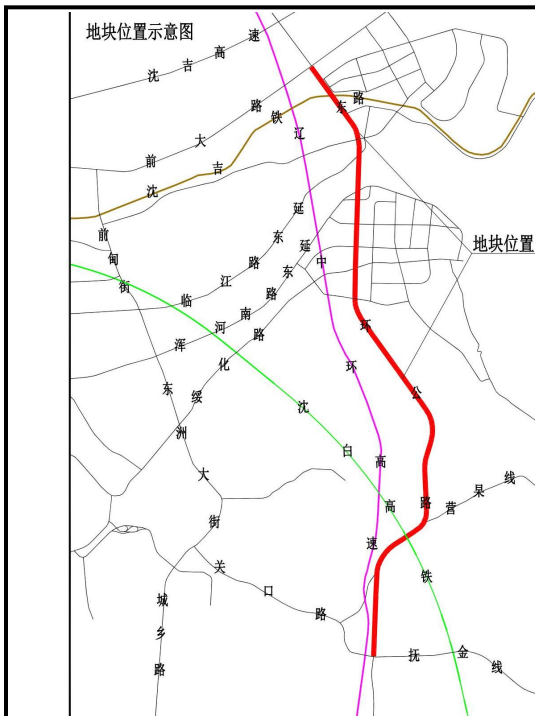 地块位置示意图
沈吉高速
前大路
沈吉铁路
辽中环高速
东环公路
地块位置
前甸街
临江路东延
浑河南路东延
绥化路
东洲大街
沈白高铁
营杲线
关口路
城乡路
抚金线